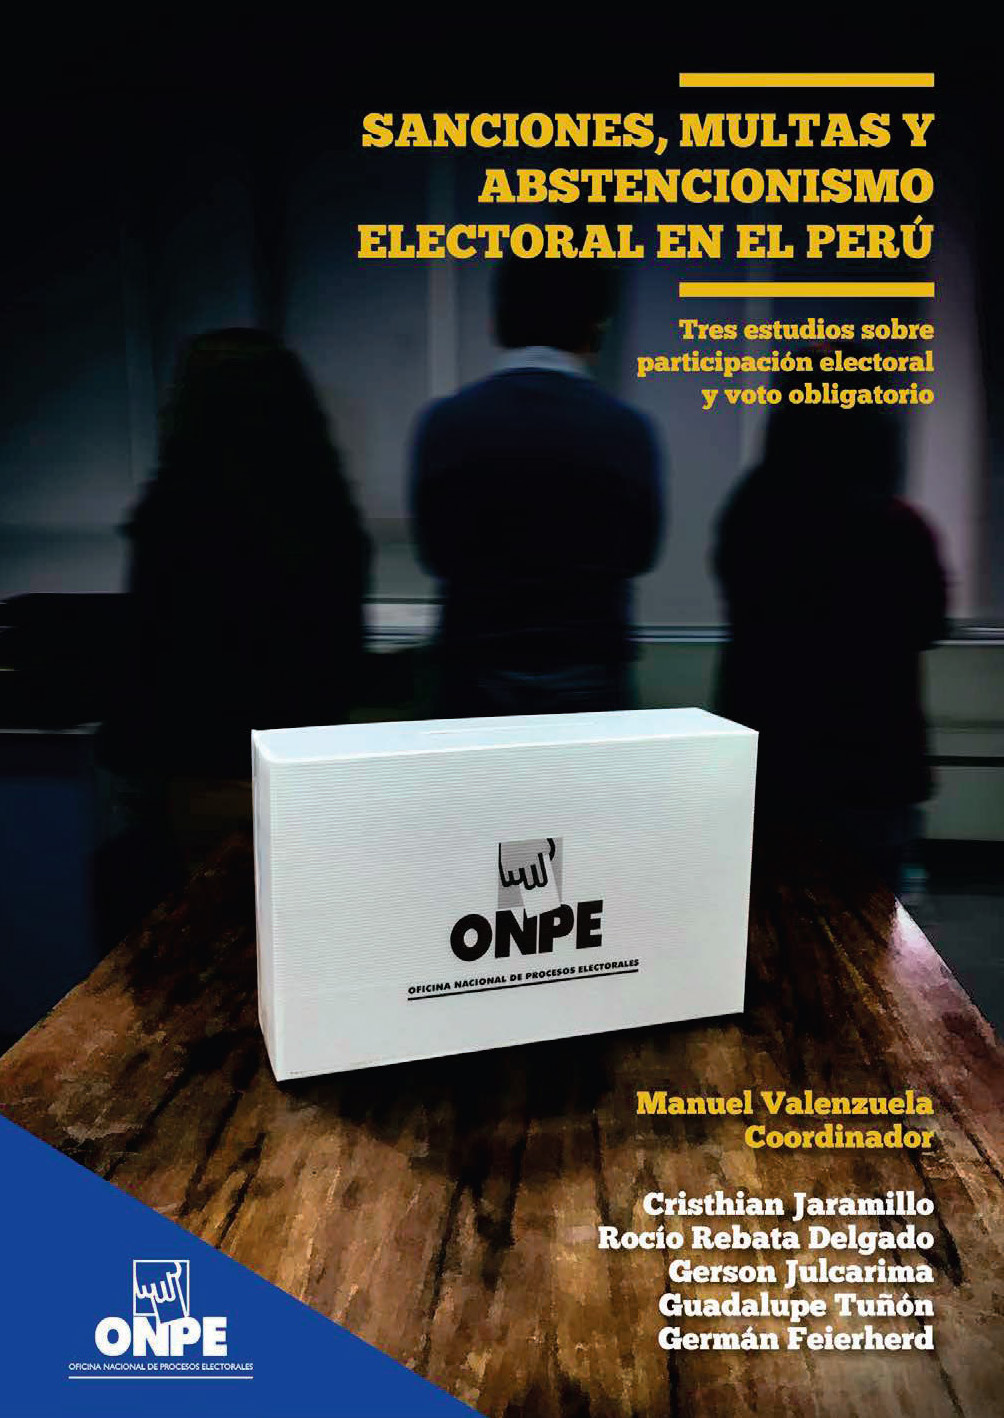 SANCIONES, MULTAS Y
ABSTENCIONISMO
ELECTORAL EN EL PERÚ
Tres estudios sobre
participación electoral
y voto obligatorio
ONPE
OFICINA NACIONAL DE PROCESOS ELECTORALES
Manuel Valenzuela
Coordinador
Cristhian Jaramillo
Rocío Rebata Delgado
Gerson Julcarima
Guadalupe Tuñón
Germán Feierherd
ONPE
OFICINA NACIONAL DE PROCESOS ELECTORALES